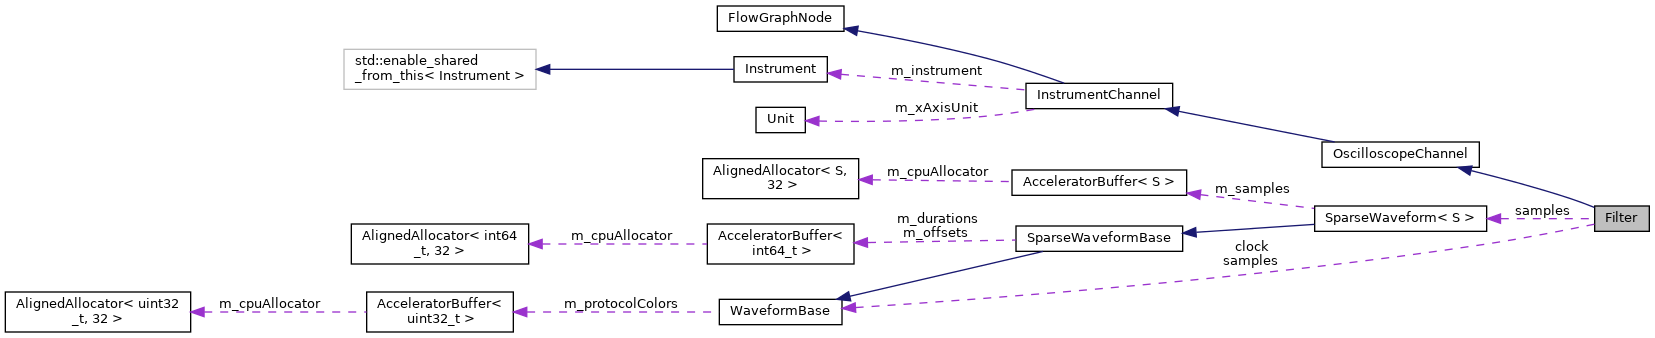 FlowGraphNode
std::enable_shared
_from_this< Instrument >
Instrument
m_instrument
InstrumentChannel
m_xAxisUnit
Unit
OscilloscopeChannel
AlignedAllocator< S,
32 >
m_cpuAllocator
AcceleratorBuffer< S >
m_samples
SparseWaveform< S >
samples
Filter
AlignedAllocator< int64
_t, 32 >
m_cpuAllocator
AcceleratorBuffer<
int64_t >
m_durations
m_offsets
SparseWaveformBase
clock
samples
AlignedAllocator< uint32
_t, 32 >
m_cpuAllocator
AcceleratorBuffer<
uint32_t >
m_protocolColors
WaveformBase